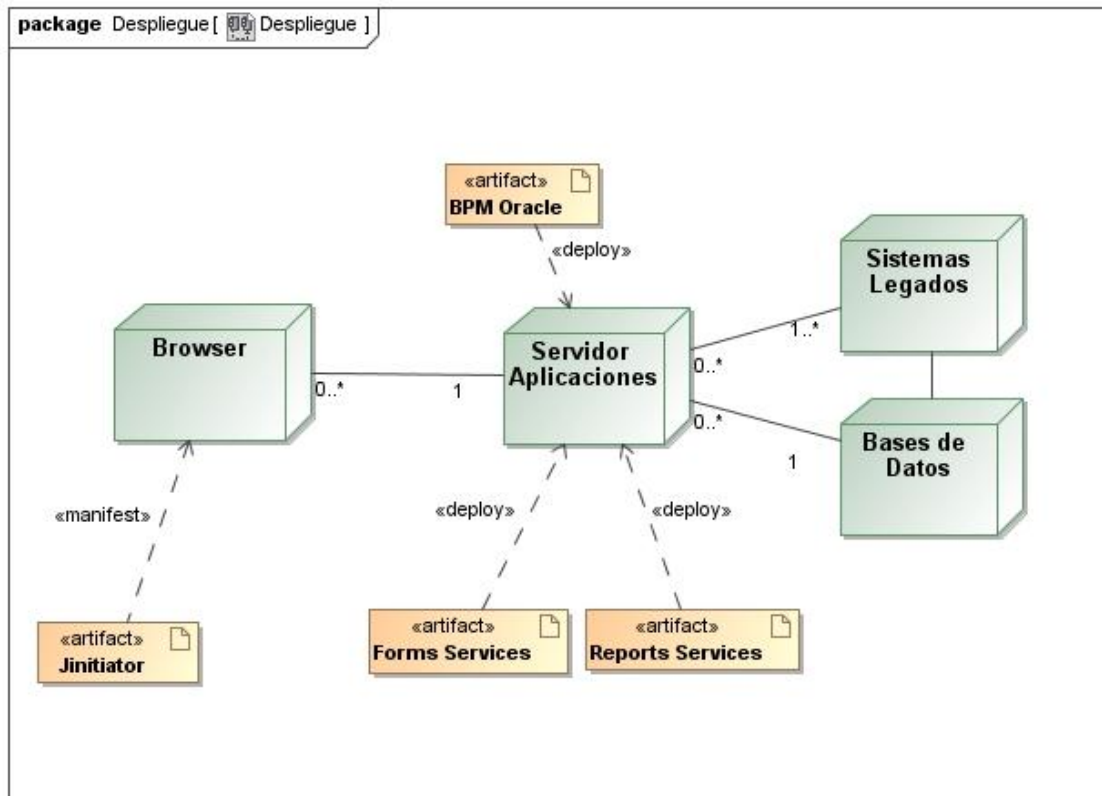 package Despliegue [ Despliegue ]
«artifact»
BPM Oracle
«deploy»
Sistemas
Legados
Browser
Servidor
Aplicaciones
1..*
0..*
0..*
1
0..*
1
Bases de
Datos
«manifest»
«deploy»
«deploy»
«artifact»
Jinitiator
«artifact»
Forms Services
«artifact»
Reports Services